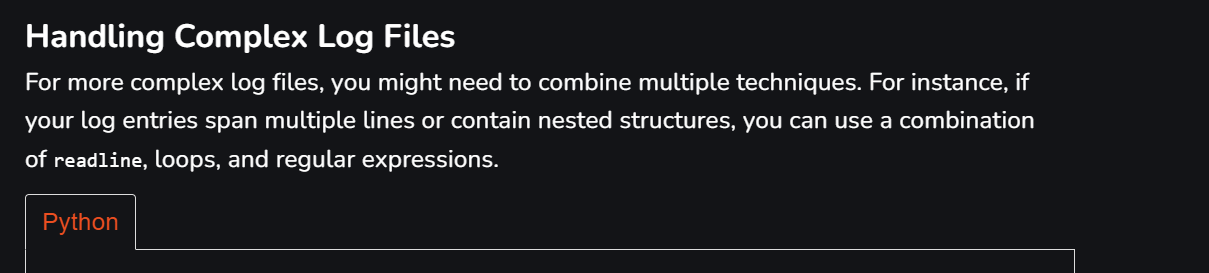 Handling Complex Log Files
For more complex log files, you might need to combine multiple techniques. For instance, if
your log entries span multiple lines or contain nested structures, you can use a combination
of readline, loops, and regular expressions.
Python